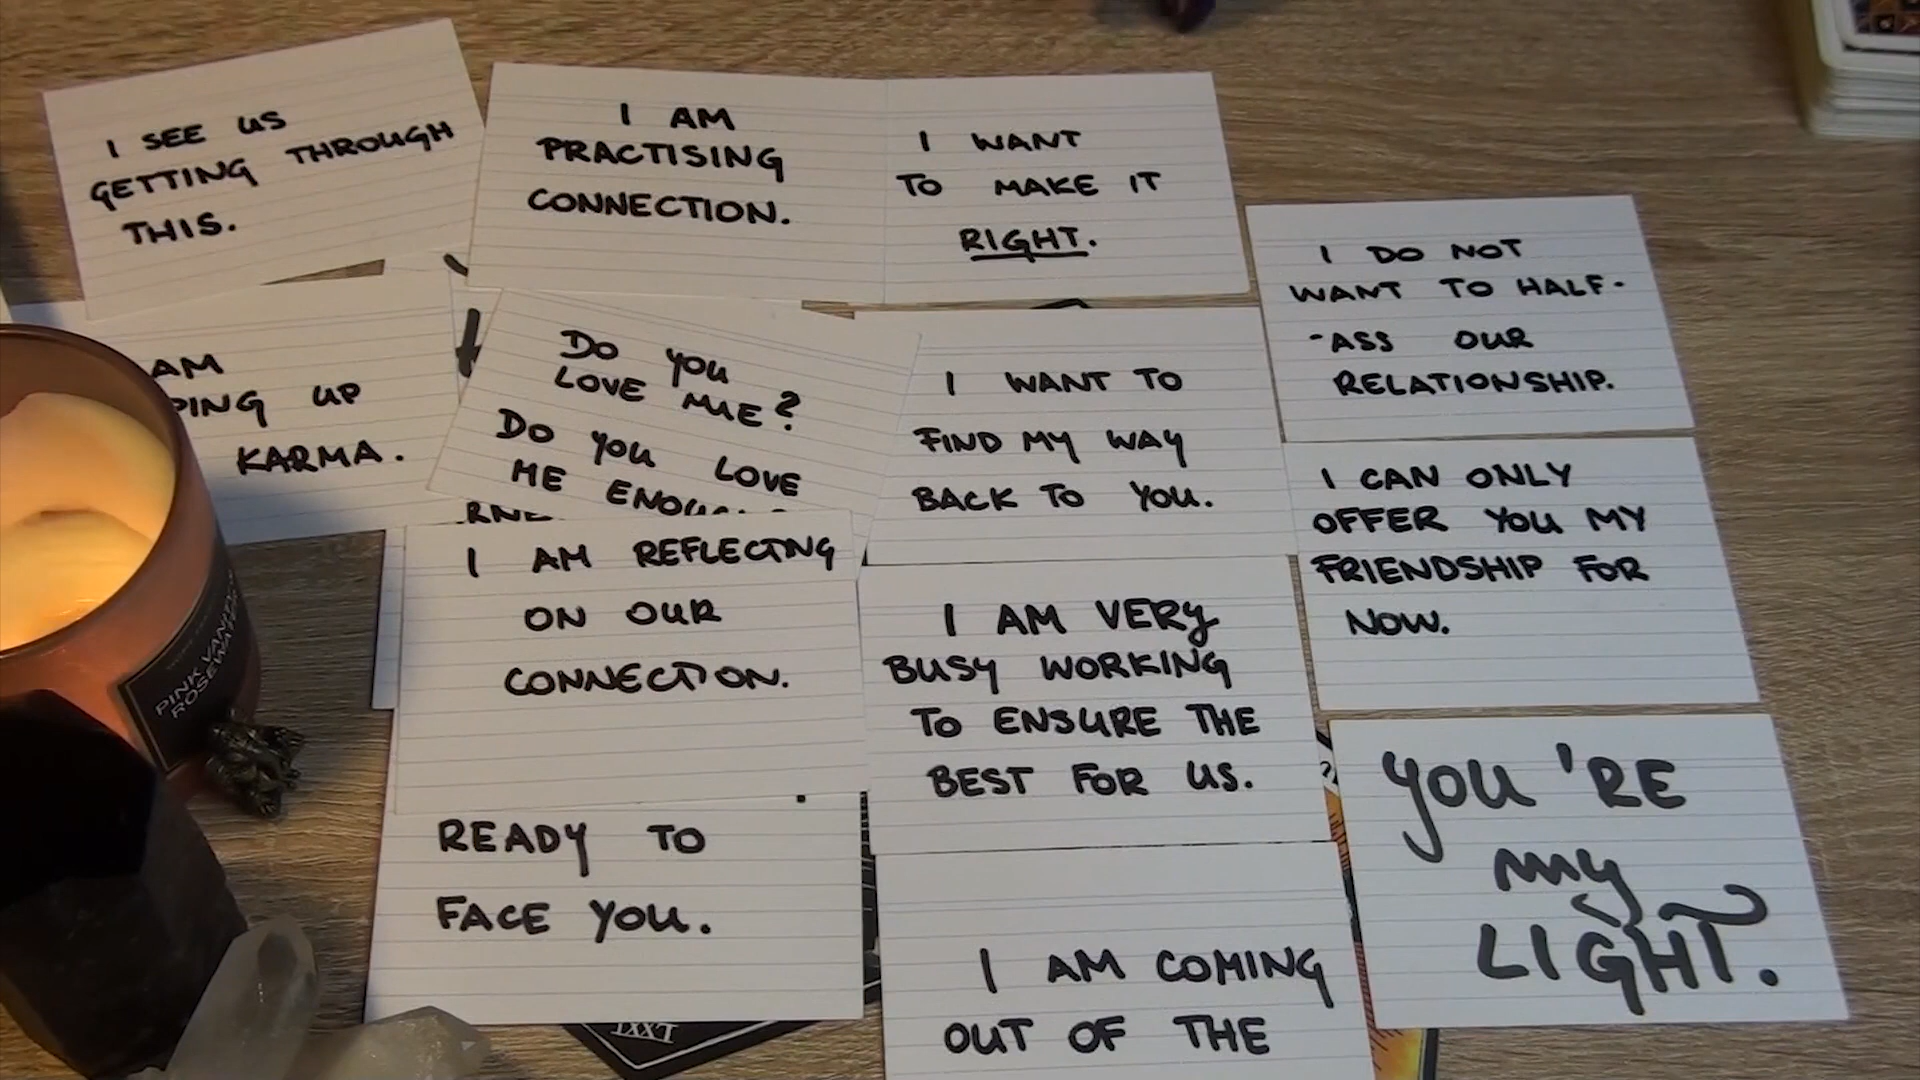 I SEE US
GETTING THROUGH
THIS.
I AM
PRACTISING
CONNECTION.
I WANT
TO MAKE IT
RIGHT.
I DO NOT
WANT TO HALF-
-ASS OUR
RELATIONSHIP.
AM
UP
KARMA.
DO YOU
LOVE ME?
DO YOU LOVE
ME
I WANT TO
FIND MY WAY
BACK TO YOU.
I CAN ONLY
OFFER YOU MY
FRIENDSHIP FOR
NOW.
I AM REFLECTING
ON OUR
CONNECTION.
I AM VERY
BUSY WORKING
TO ENSURE THE
BEST FOR US.
YOU'RE
MY
LIGHT.
READY TO
FACE YOU.
I AM COMING
OUT OF THE
PINK
ROSEWATER
LXXI